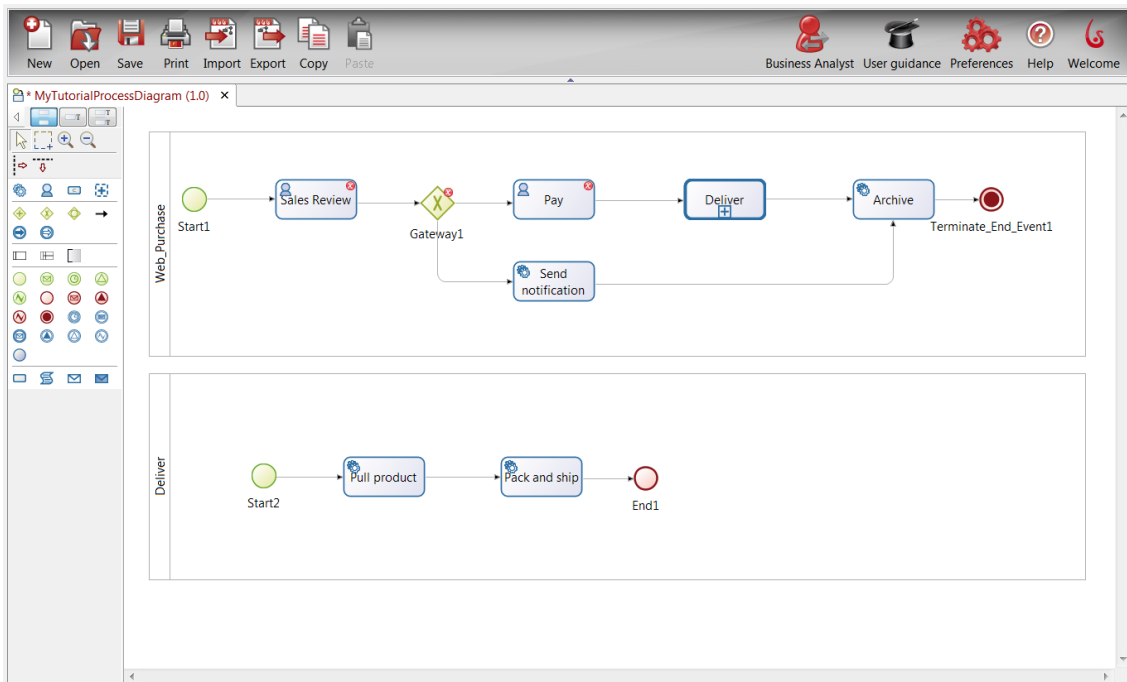 New Open Save Print Import Export Copy Paste Business Analyst User guidance Preferences Help Welcome
* MyTutorialProcessDiagram (1.0)
Web_Purchase
Start1
Sales Review
Gateway1
Pay
Deliver
Archive
Terminate_End_Event1
Send
notification
Deliver
Start2
Pull product
Pack and ship
End1